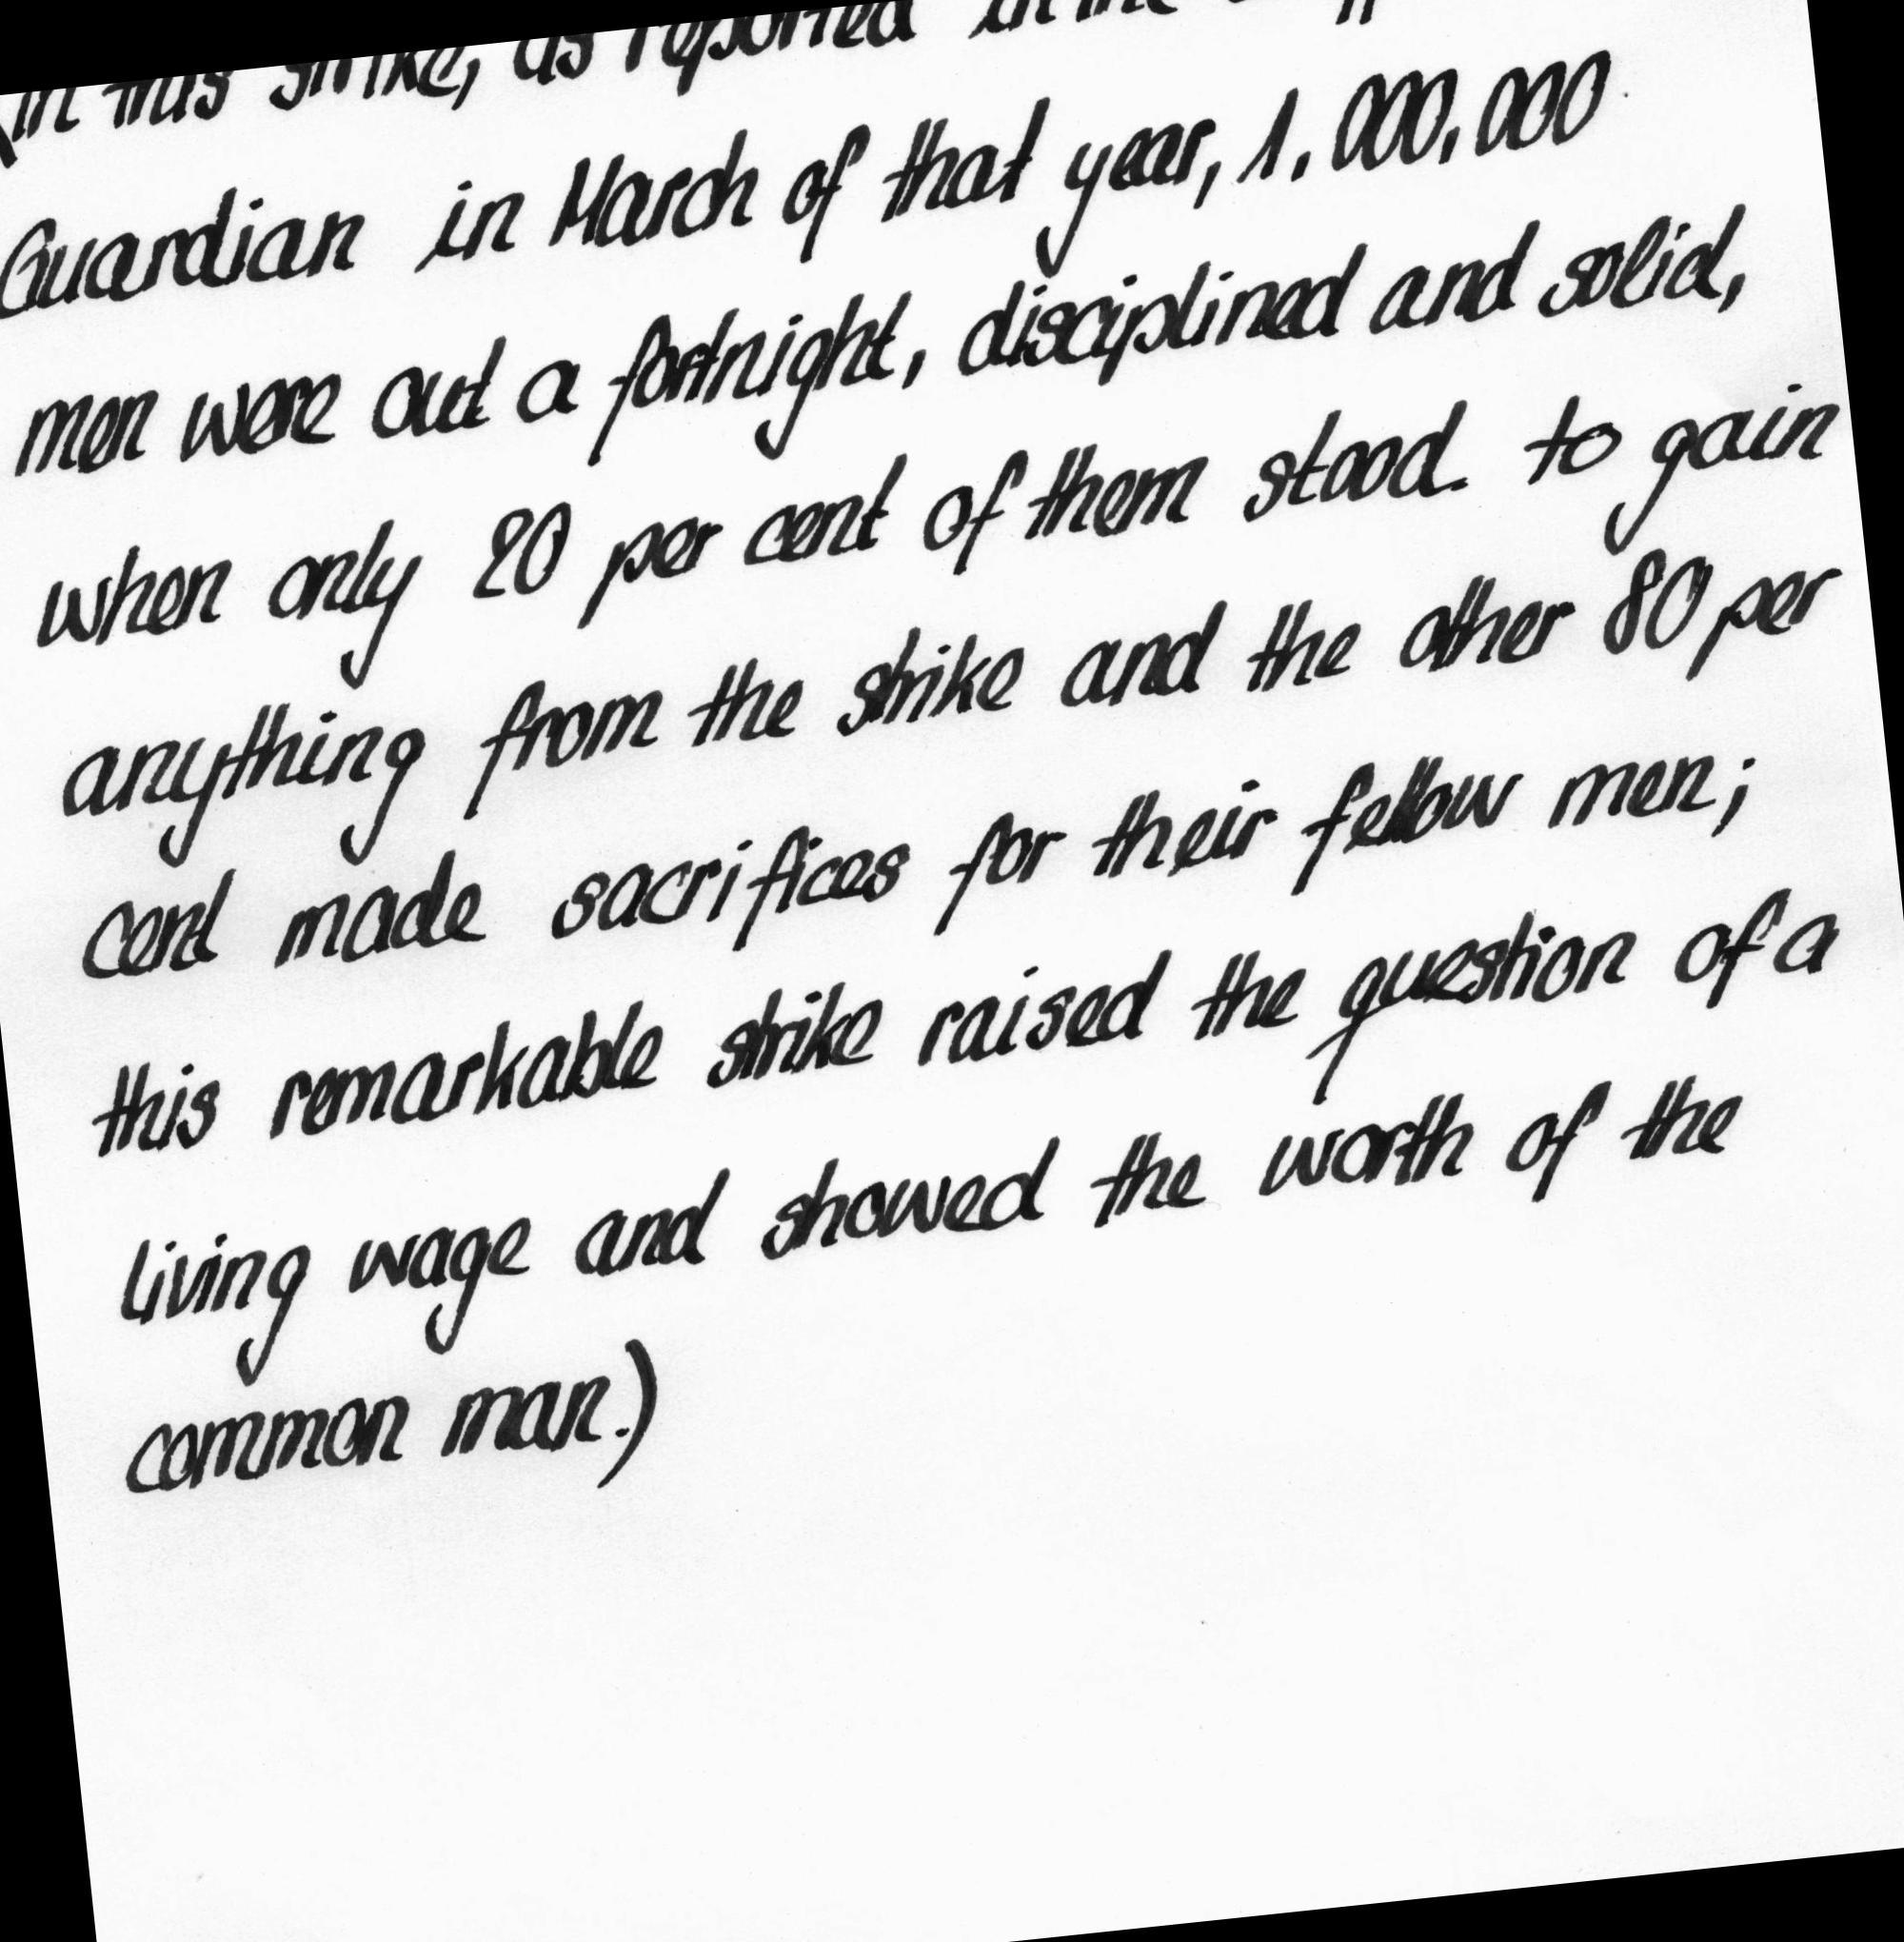 (in this strike, as reported in the
Guardian in March of that year, 1,000,000
men were out a fortnight, disciplined and solid,
when only 20 per cent of them stood. to gain
anything from the strike and the other 80 per
cent made sacrifices for their fellow men;
this remarkable strike raised the question of a
living wage and showed the worth of the
common man.)